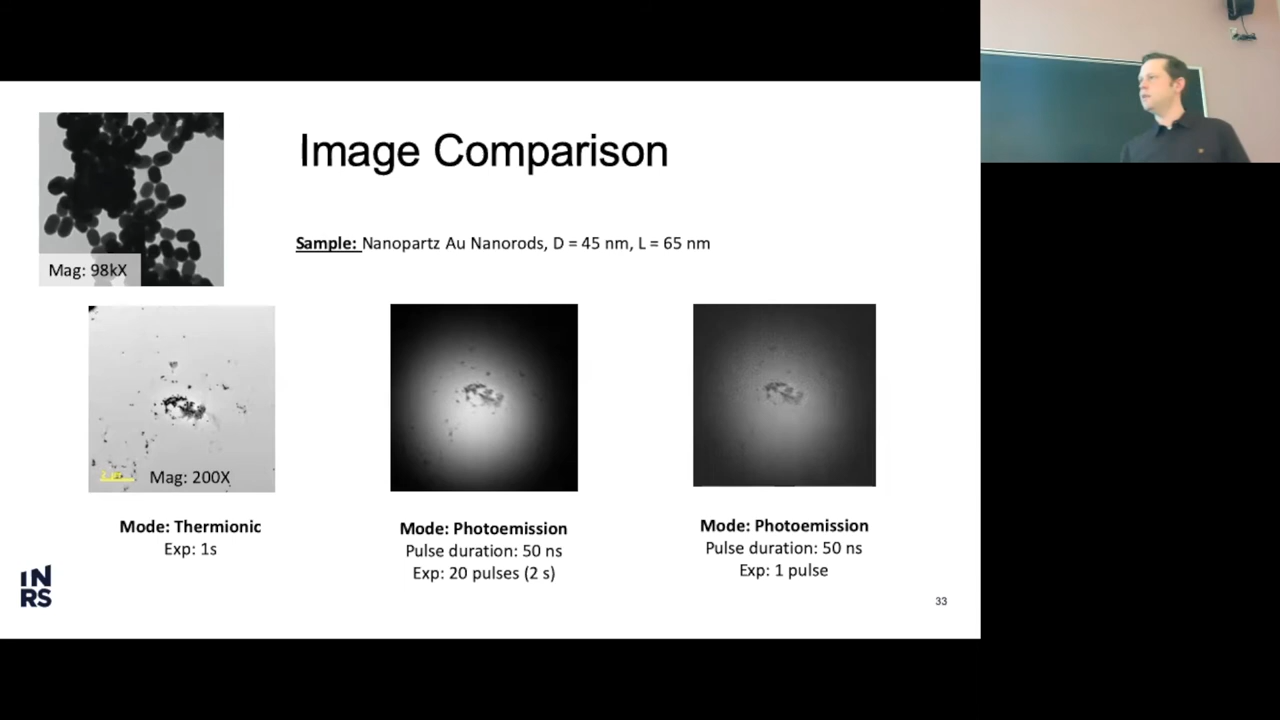 Image Comparison
Sample: Nanopartz Au Nanorods, D = 45 nm, L = 65 nm
Mag: 98kX
Mag: 200X
Mode: Thermionic
Exp: 1s
Mode: Photoemission
Pulse duration: 50 ns
Exp: 20 pulses (2 s)
Mode: Photoemission
Pulse duration: 50 ns
Exp: 1 pulse
INRS
33